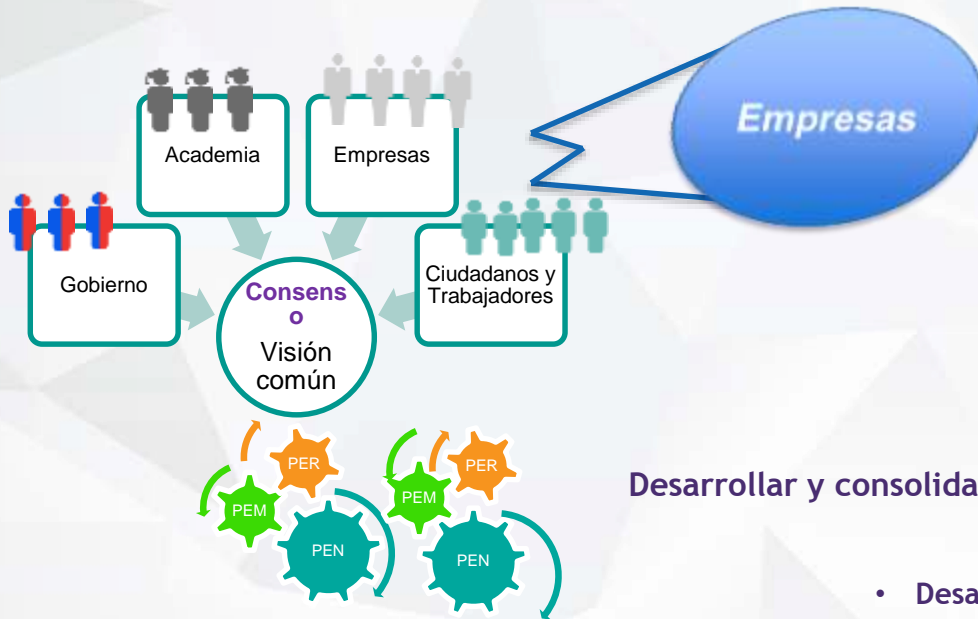 Empresas
Academia
Empresas
Gobierno
Ciudadanos y
Trabajadores
Consens
o
Visión
común
PER
PEM
PEN
PER
PEM
PEN
Desarrollar y consolida
• Desa